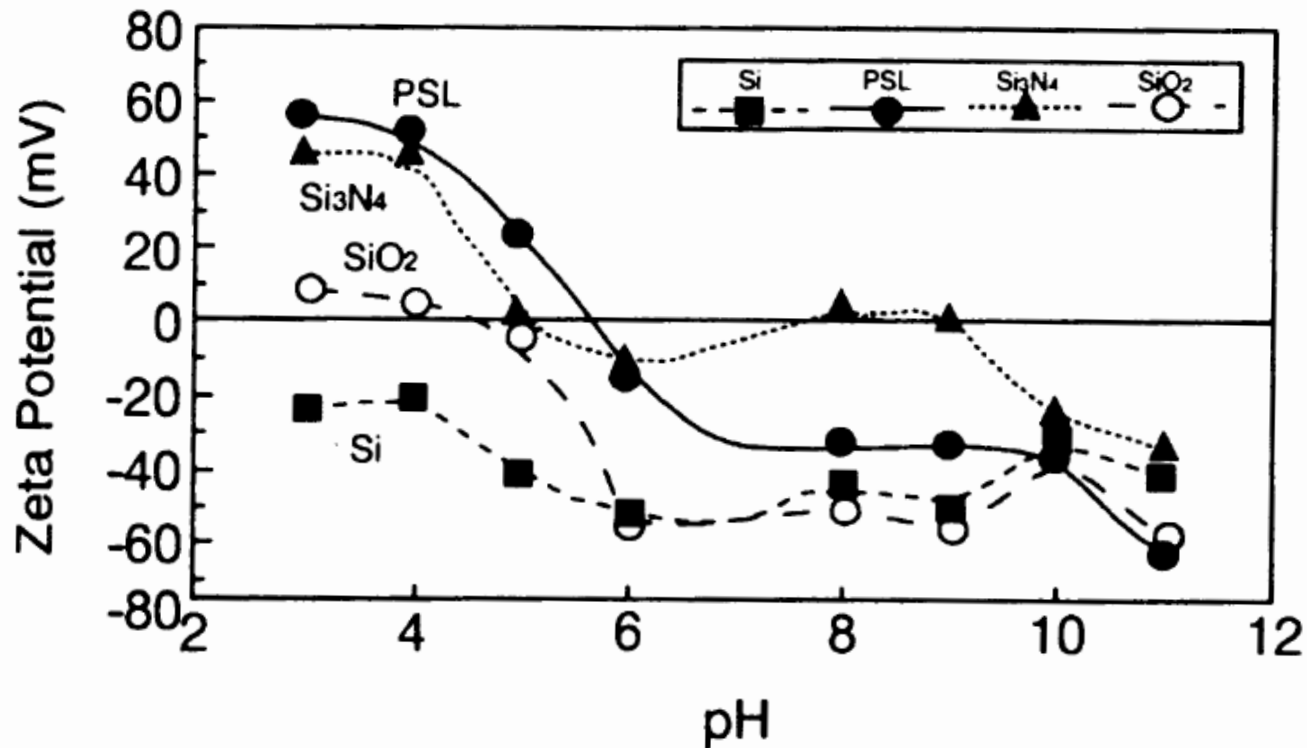 80
60
40
20
0
-20
-40
-60
-80
Zeta Potential (mV)
PSL
Si₃N₄
SiO₂
Si
Si PSL Si₃N₄ SiO₂
2 4 6 8 10 12
pH